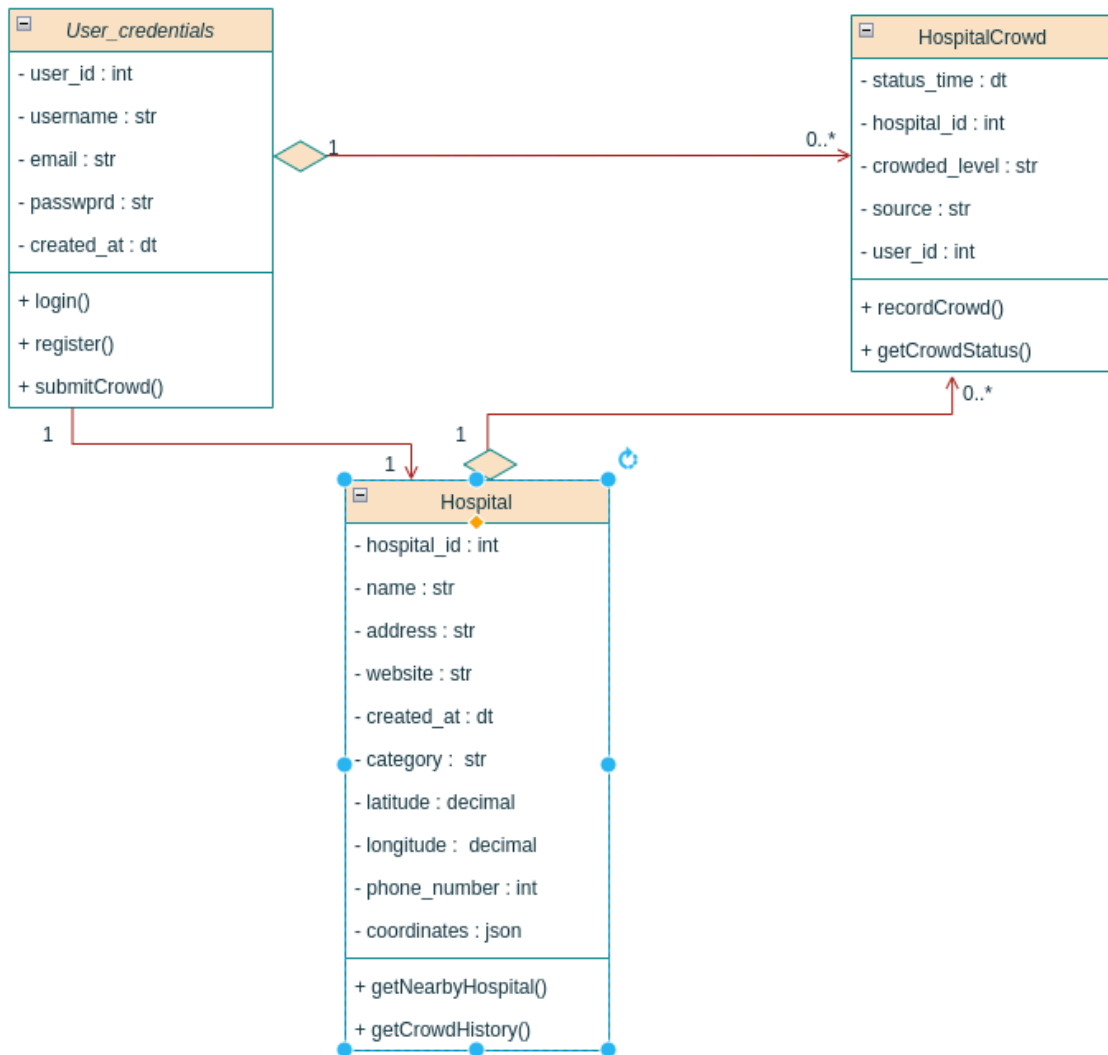 User_credentials
- user_id : int
- username : str
- email : str
- passwprd : str
- created_at : dt
+ login()
+ register()
+ submitCrowd()
1
0..*
HospitalCrowd
- status_time : dt
- hospital_id : int
- crowded_level : str
- source : str
- user_id : int
+ recordCrowd()
+ getCrowdStatus()
0..*
1
1
1
Hospital
- hospital_id : int
- name : str
- address : str
- website : str
- created_at : dt
- category :  str
- latitude : decimal
- longitude :  decimal
- phone_number : int
- coordinates : json
+ getNearbyHospital()
+ getCrowdHistory()